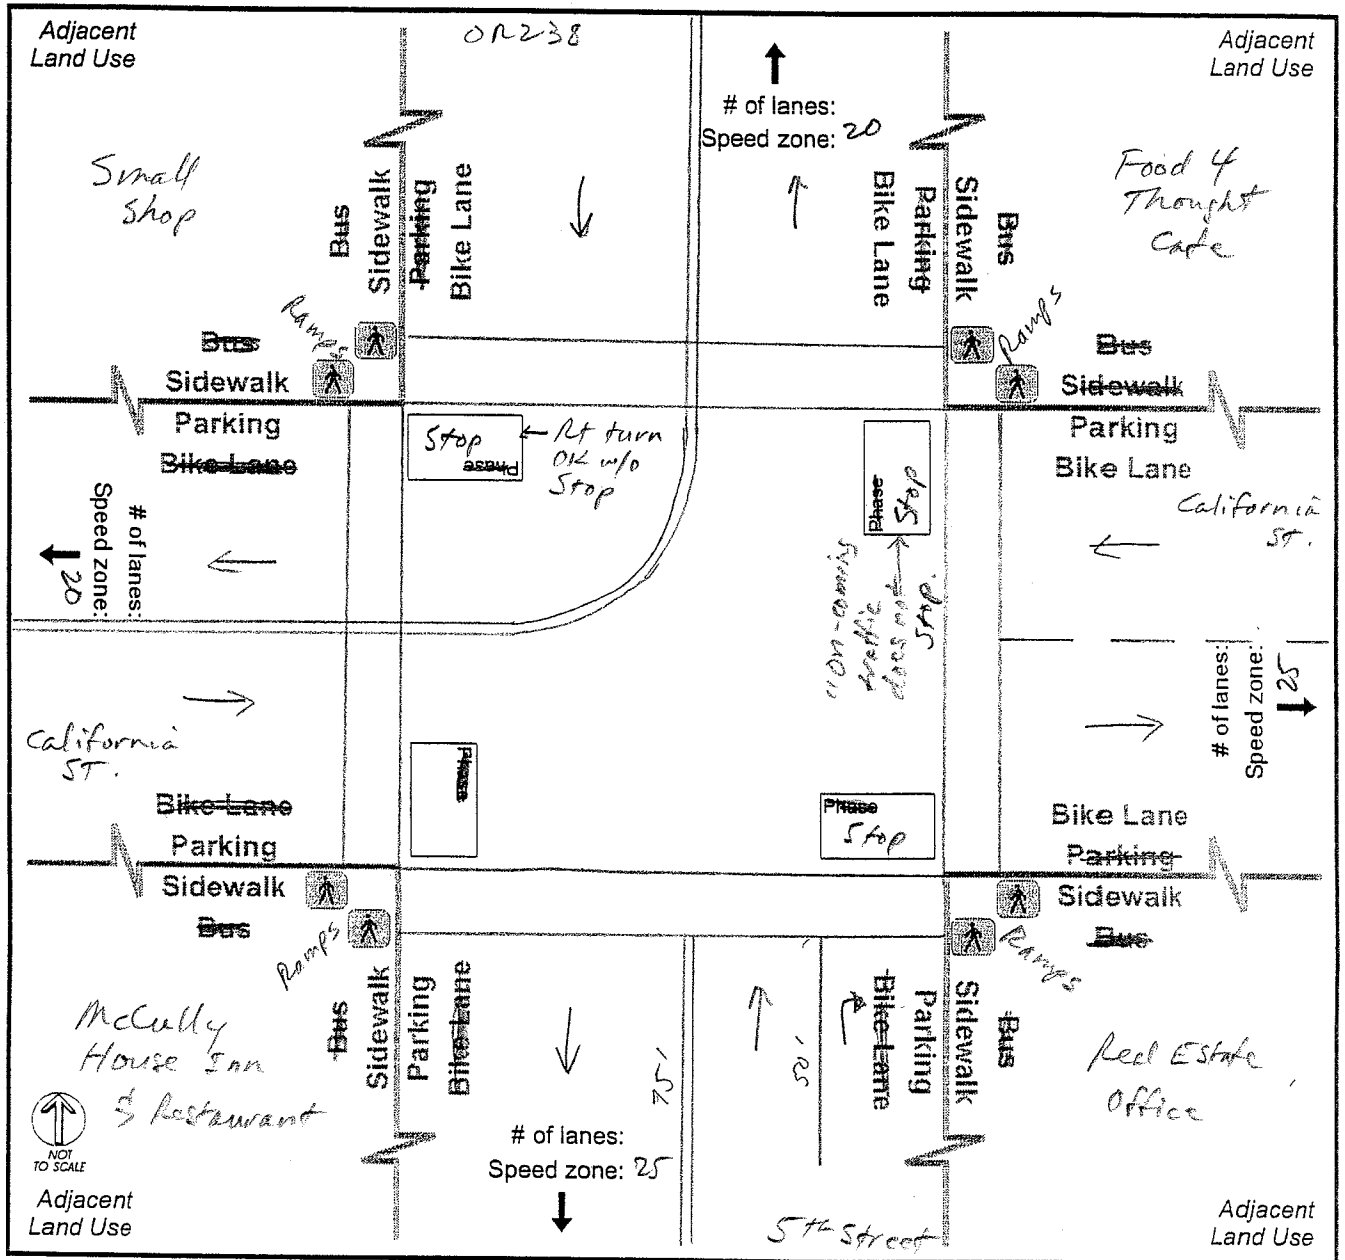 Adjacent
Land Use
OR238
Adjacent
Land Use
# of lanes:
Speed zone: 20
Small
Shop
Food 4
Thought
Cafe
Bus
Sidewalk
Parking
Bike Lane
Bike Lane
Parking
Sidewalk
Bus
Ramps
Ramps
Bus
Sidewalk
Parking
Bike Lane
Bus
Sidewalk
Parking
Bike Lane
Stop
Phase
← Rt turn
OK w/o
Stop
Phase
Stop
"On-coming
traffic
does not
Stop.
California
ST.
# of lanes:
Speed zone: 20
# of lanes:
Speed zone: 25
California
ST.
Phase
Phase
Stop
Bike Lane
Parking
Sidewalk
Bus
Bike Lane
Parking
Sidewalk
Bus
Ramps
Ramps
Bus
Sidewalk
Parking
Bike Lane
Bike Lane
Parking
Sidewalk
Bus
75'
50'
McCully
House Inn
& Restaurant
Real Estate
Office
NOT
TO SCALE
# of lanes:
Speed zone: 25
Adjacent
Land Use
5th Street
Adjacent
Land Use